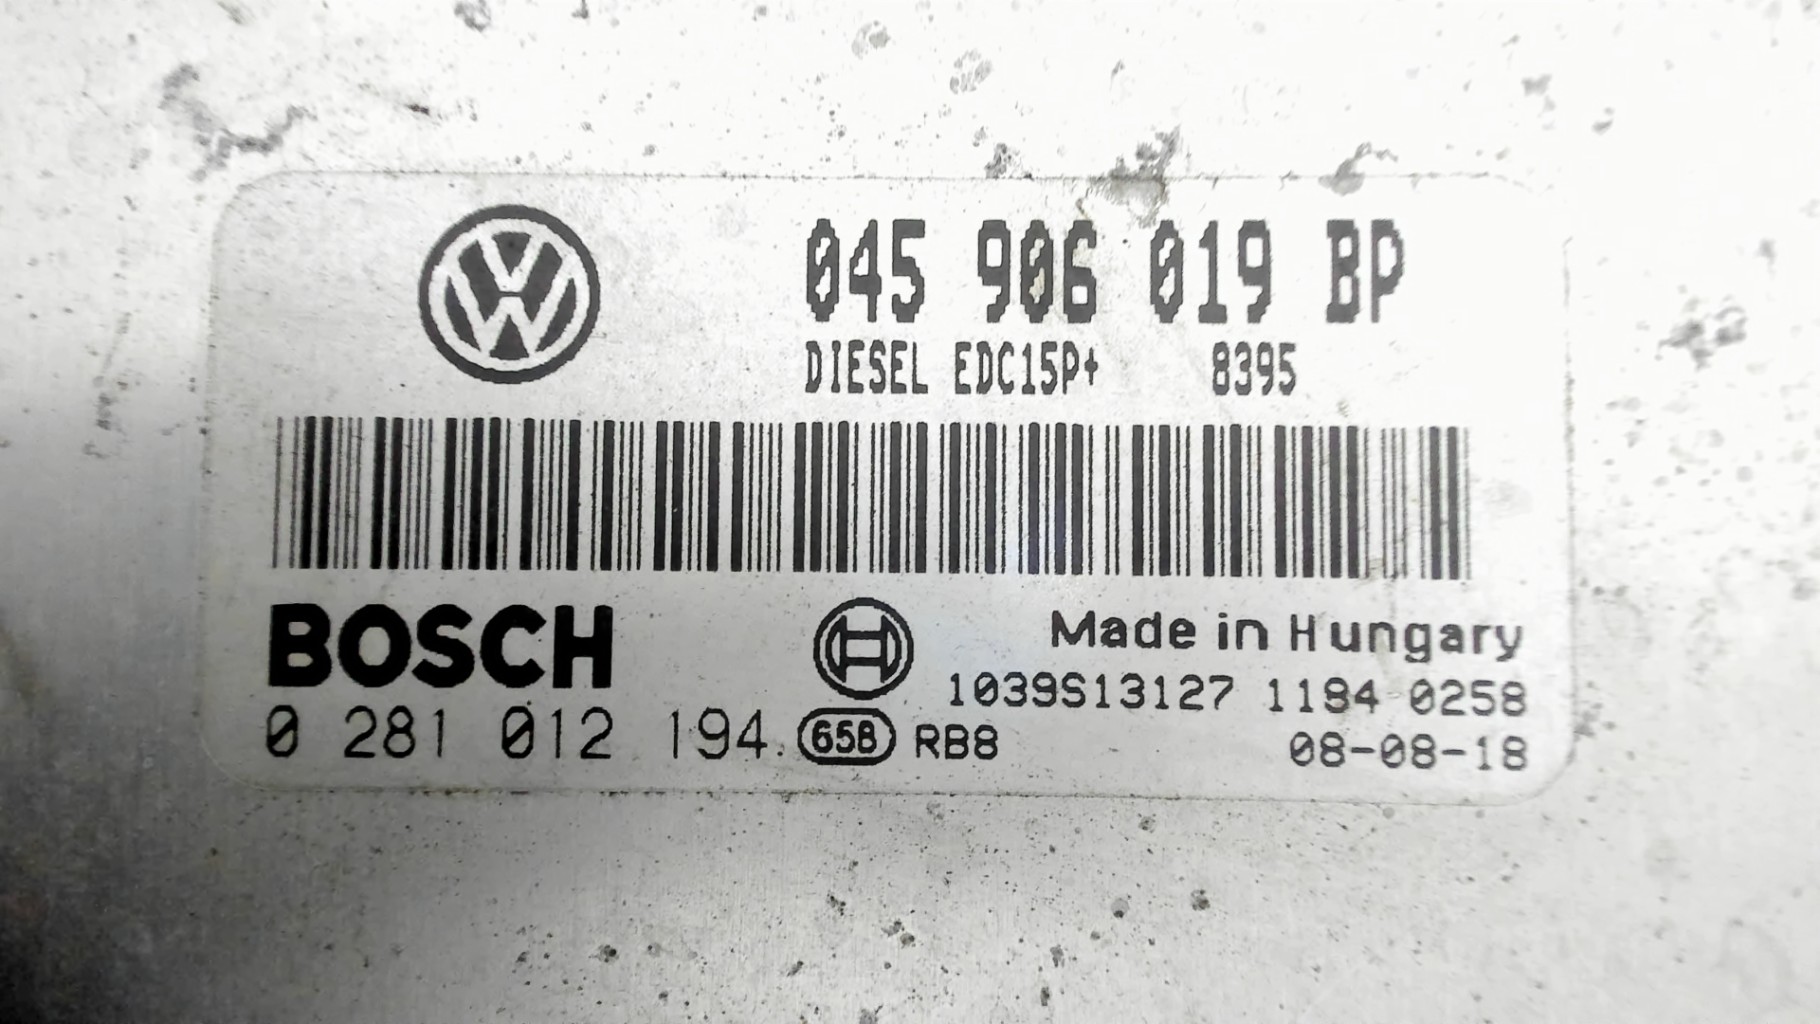 045 906 019 BP
DIESEL EDC15P+ 8395
BOSCH
Made in Hungary
1039S13127 1184 0258
0 281 012 194. 65B RB8
08-08-18